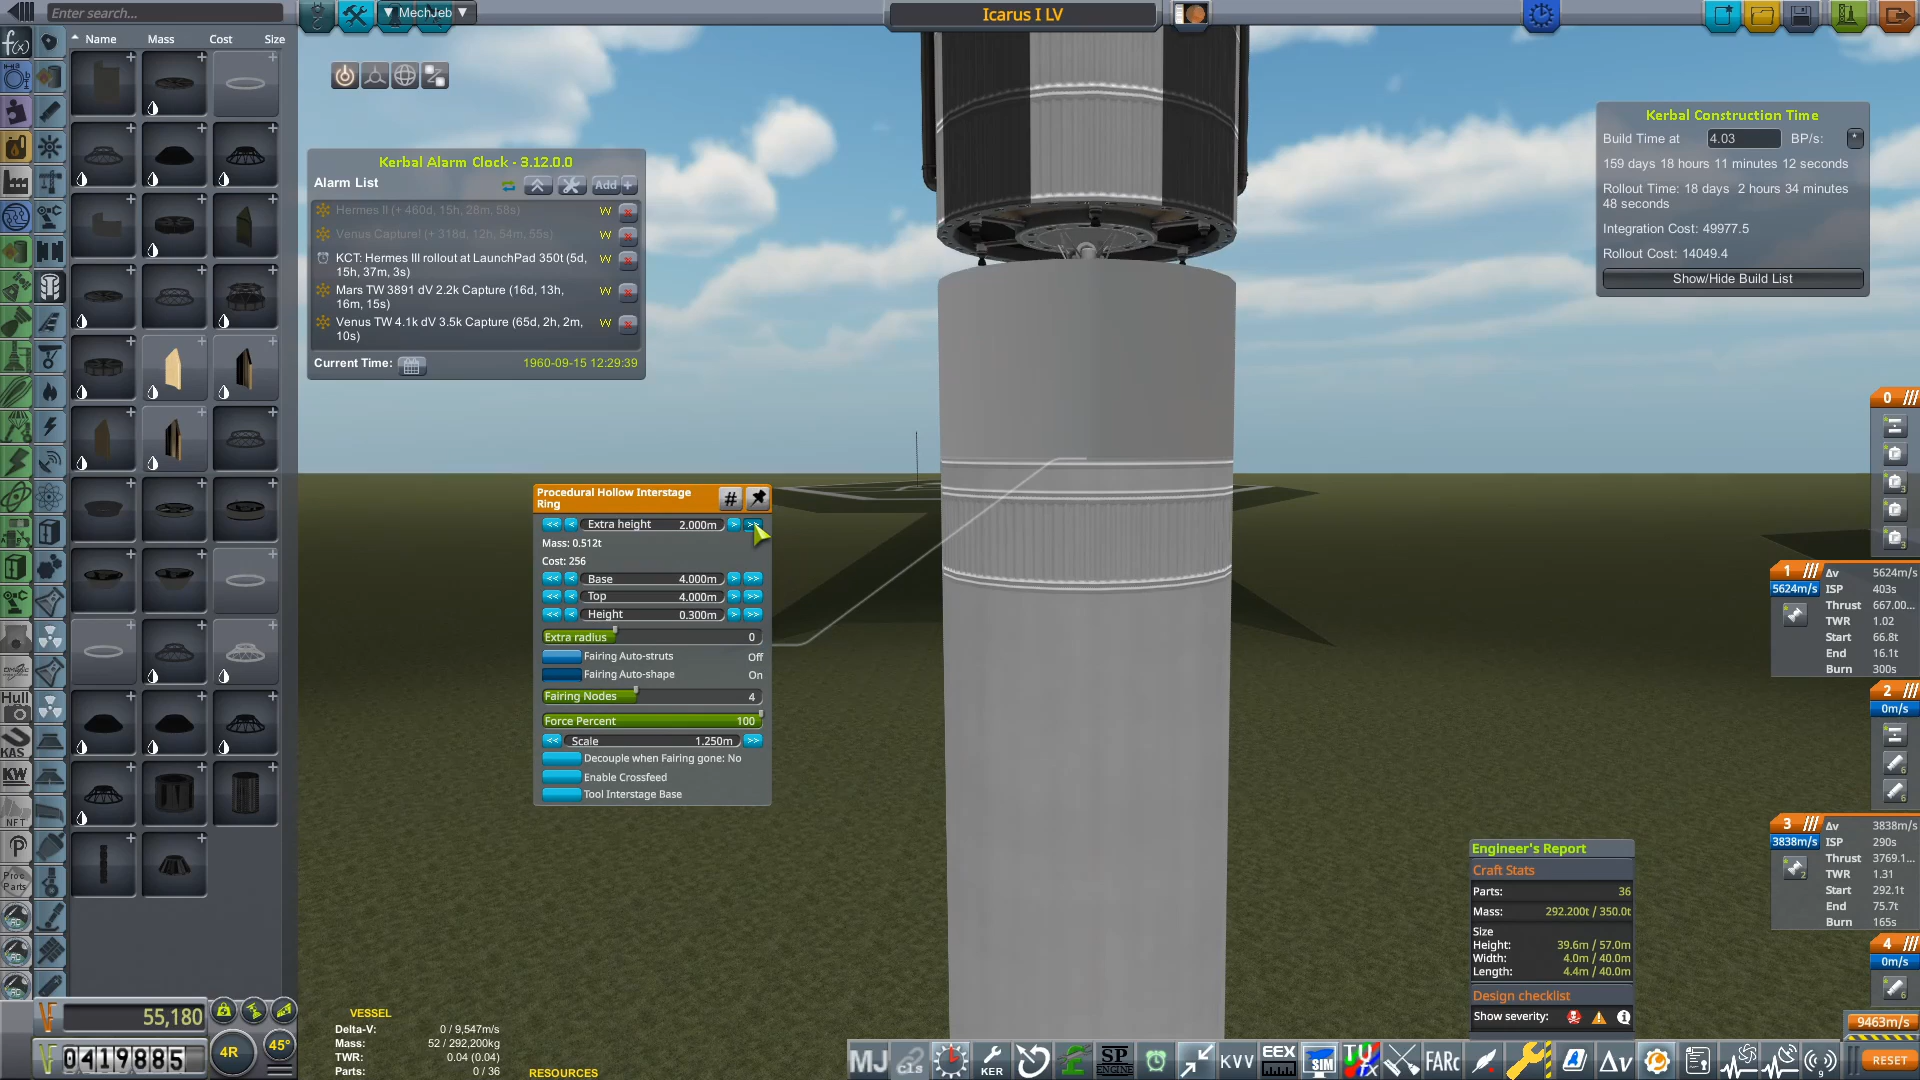 Enter search...
▼ MechJeb ▼
Icarus I LV
Name Mass Cost Size
Kerbal Alarm Clock - 3.12.0.0
Alarm List
Add +
Hermes II (+ 460d, 15h, 28m, 58s) W
Venus Capture! (+ 318d, 12h, 54m, 55s) W
KCT: Hermes III rollout at LaunchPad 350t (5d, W
15h, 37m, 3s)
Mars TW 3891 dV 2.2k Capture (16d, 13h, W
16m, 15s)
Venus TW 4.1k dV 3.5k Capture (65d, 2h, 2m, W
10s)
Current Time: 1960-09-15 12:29:39
Kerbal Construction Time
Build Time at 4.03 BP/s: *
159 days 18 hours 11 minutes 12 seconds
Rollout Time: 18 days 2 hours 34 minutes
48 seconds
Integration Cost: 49977.5
Rollout Cost: 14049.4
Show/Hide Build List
Procedural Hollow Interstage
Ring
#
<< < Extra height 2.000m > >>
Mass: 0.512t
Cost: 256
<< < Base 4.000m > >>
<< < Top 4.000m > >>
<< < Height 0.300m > >>
Extra radius 0
Fairing Auto-struts Off
Fairing Auto-shape On
Fairing Nodes 4
Force Percent 100
<< Scale 1.250m >>
Decouple when Fairing gone: No
Enable Crossfeed
Tool Interstage Base
0
3
3
1 Δv 5624m/s
5624m/s ISP 403s
Thrust 667.00...
TWR 1.02
Start 66.8t
End 16.1t
Burn 300s
2
0m/s
6
6
3 Δv 3838m/s
3838m/s ISP 290s
Thrust 3769.1...
2 TWR 1.31
Start 292.1t
End 75.7t
Burn 165s
4
0m/s
6
9463m/s
Engineer's Report
Craft Stats
Parts: 36
Mass: 292.200t / 350.0t
Size
Height: 39.6m / 57.0m
Width: 4.0m / 40.0m
Length: 4.4m / 40.0m
Design checklist
Show severity:
f(x)
Hull
KAS
KW
NFT
P
Proc
Parts
55,180
0419885
4R
45°
VESSEL
Delta-V: 0 / 9,547m/s
Mass: 52 / 292,200kg
TWR: 0.04 (0.04)
Parts: 0 / 36
RESOURCES
MJ
cls
KER
SP
ENGINE
KVV
EEX
SIM
TU
fx
FARc
Δv
9
RESET